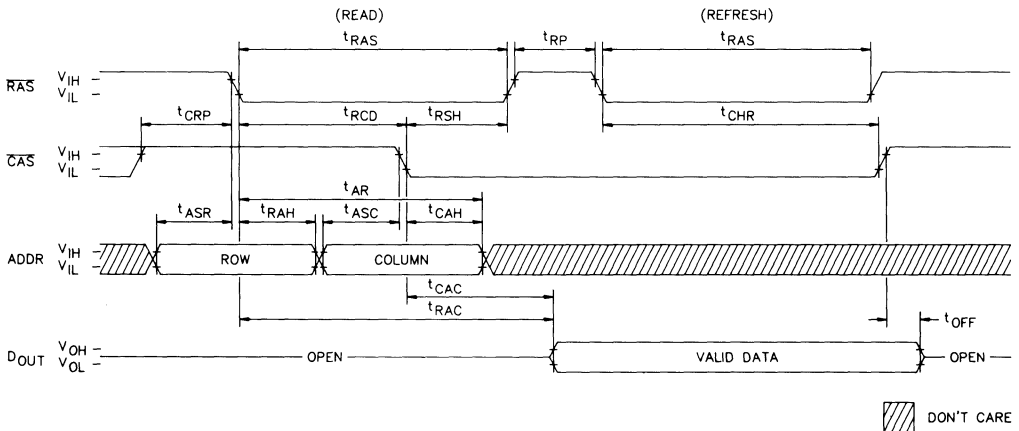 (READ) (REFRESH)
tRAS tRP tRAS
RAS VIH VIL
tCRP tRCD tRSH tCHR
CAS VIH VIL
tAR
tASR tRAH tASC tCAH
ADDR VIH VIL ROW COLUMN
tCAC
tRAC
tOFF
DOUT VOH VOL OPEN VALID DATA OPEN
DON'T CARE